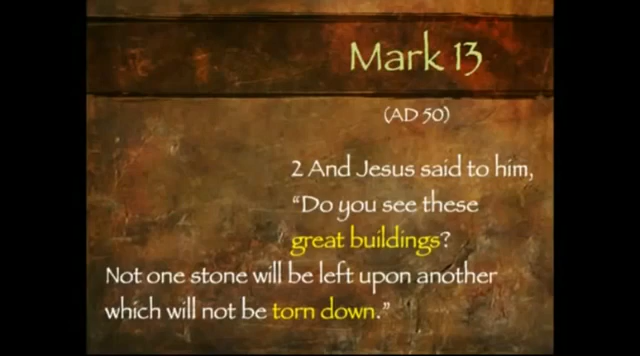 Mark 13
(AD 50)
2 And Jesus said to him,
“Do you see these
great buildings?
Not one stone will be left upon another
which will not be torn down.”